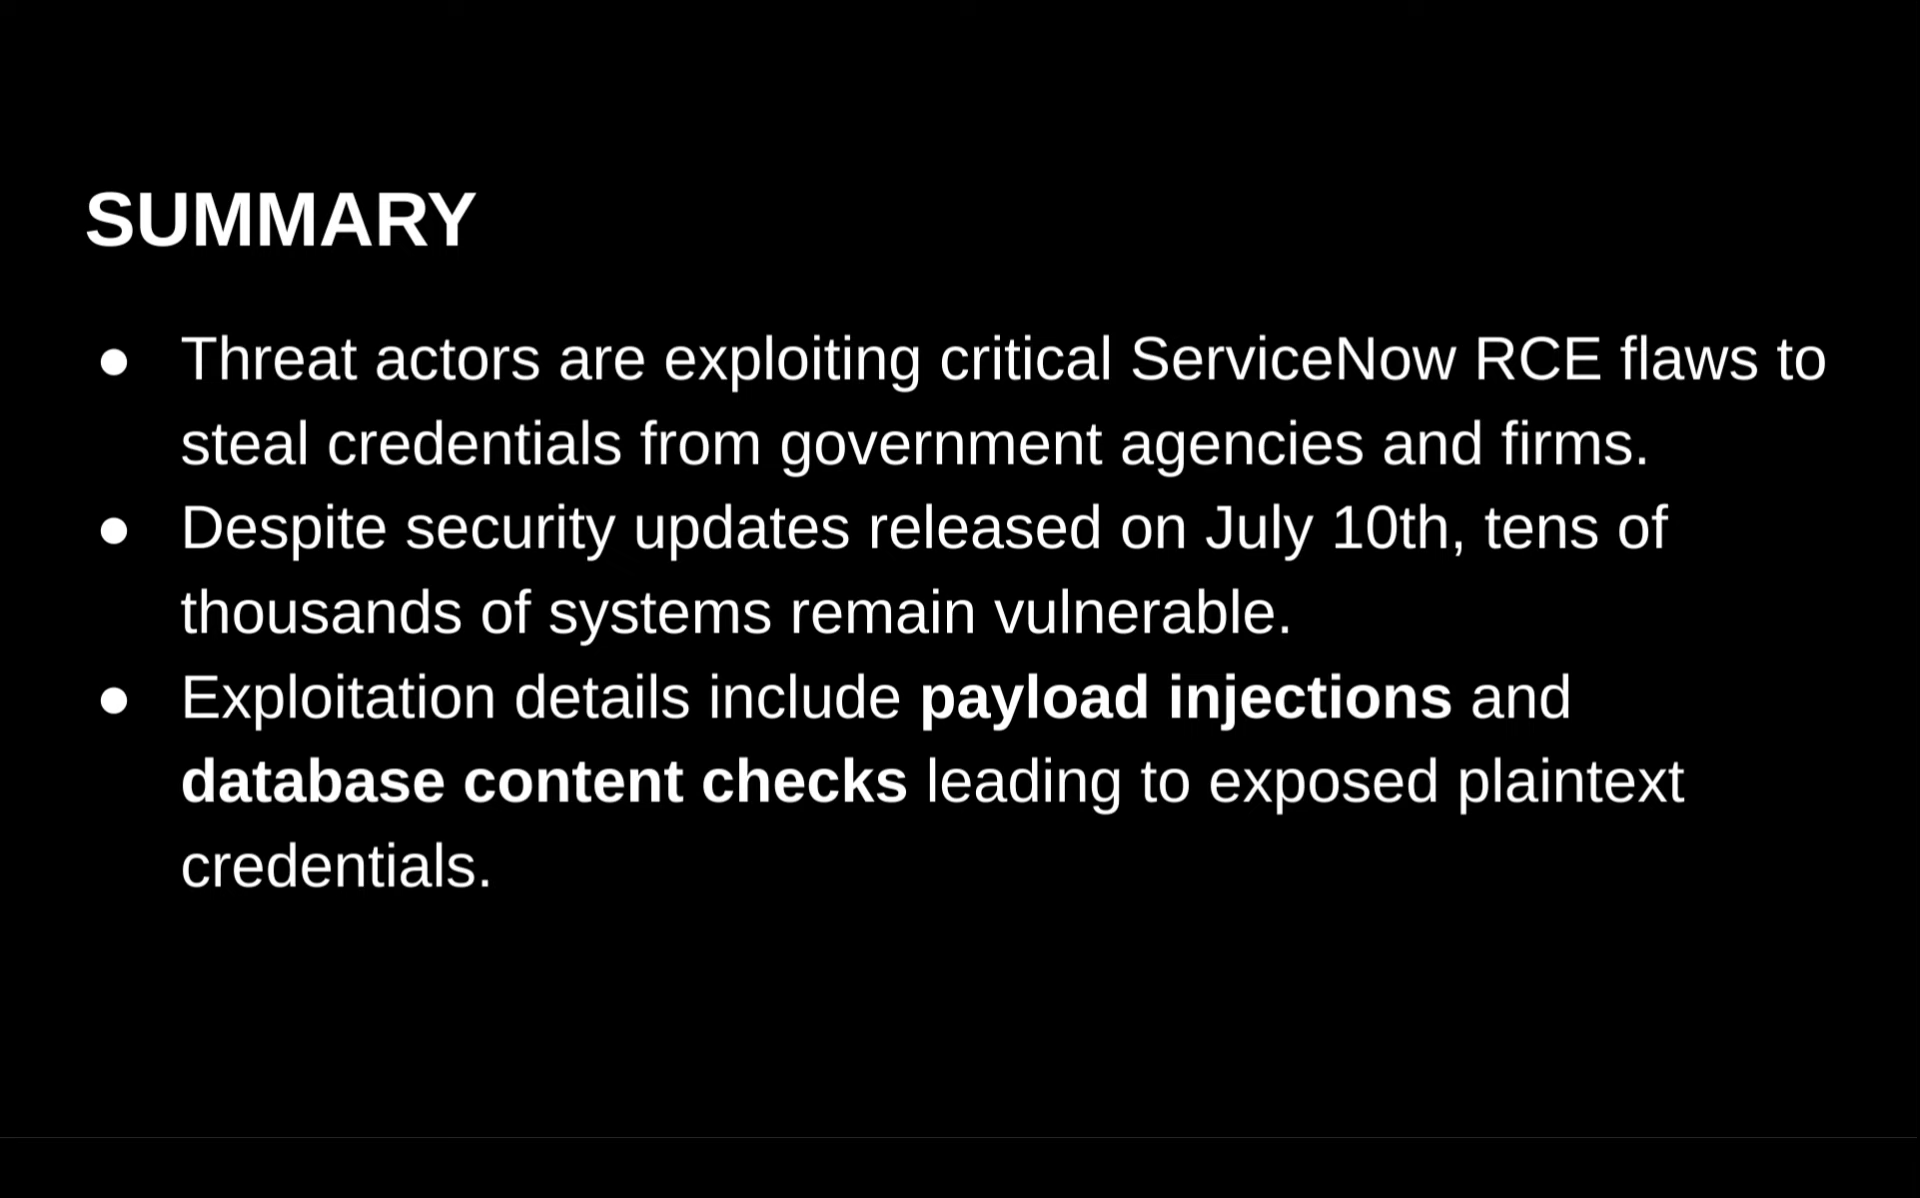 SUMMARY
● Threat actors are exploiting critical ServiceNow RCE flaws to
steal credentials from government agencies and firms.
● Despite security updates released on July 10th, tens of
thousands of systems remain vulnerable.
● Exploitation details include payload injections and
database content checks leading to exposed plaintext
credentials.